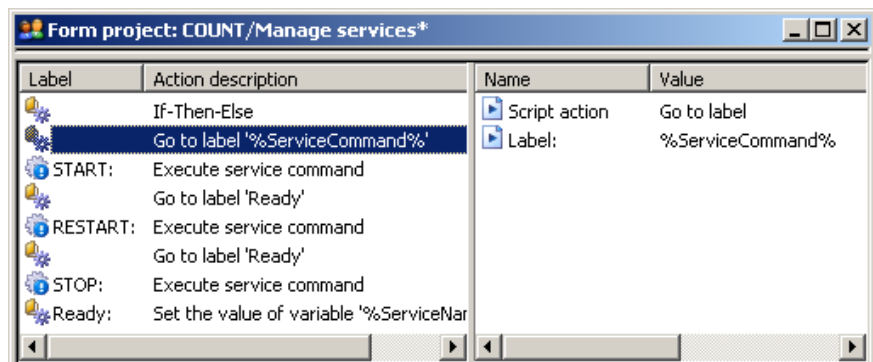 Form project: COUNT/Manage services*
Label Action description Name Value
If-Then-Else Script action Go to label
Go to label '%ServiceCommand%' Label: %ServiceCommand%
START: Execute service command
Go to label 'Ready'
RESTART: Execute service command
Go to label 'Ready'
STOP: Execute service command
Ready: Set the value of variable '%ServiceNar